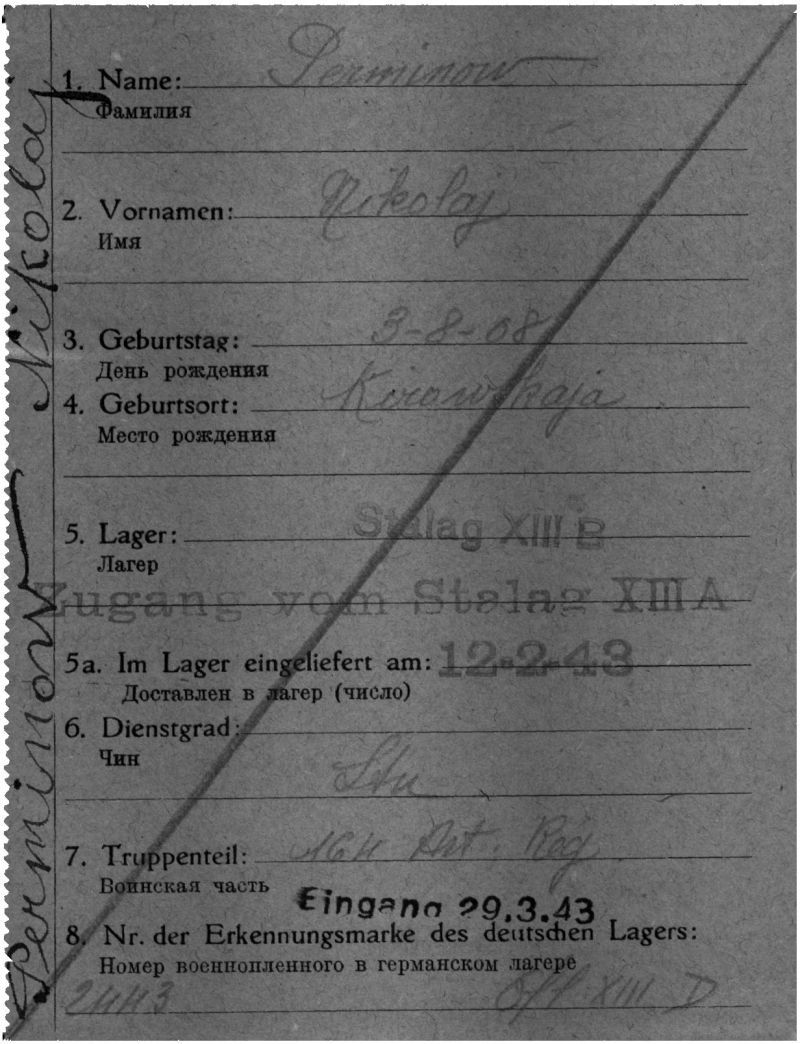 Perminow Nikolaj
1. Name: Perminow
Фамилия
2. Vornamen: Nikolaj
Имя
3. Geburtstag: 3-8-08
День рождения
4. Geburtsort: Kirowskaja
Место рождения
Stalag XIII B
5. Lager:
Лагер
Zugang vom Stalag XIII A
5a. Im Lager eingeliefert am: 12-2-43
Доставлен в лагер (число)
6. Dienstgrad:
Чин
7. Truppenteil: 164 Art. Reg.
Воинская часть
Eingang 29.3.43
8. Nr. der Erkennungsmarke des deutschen Lagers:
Номер военнопленного в германском лагере
2443 Ofl XIII D